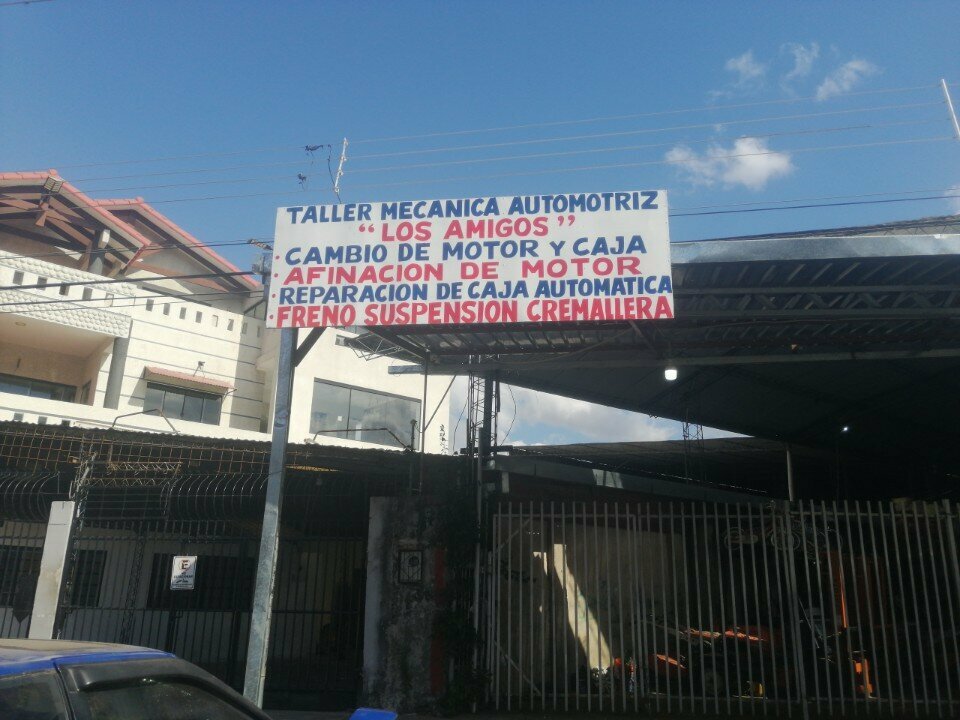 TALLER MECANICA AUTOMOTRIZ
"LOS AMIGOS"
· CAMBIO DE MOTOR Y CAJA
· AFINACION DE MOTOR
· REPARACION DE CAJA AUTOMATICA
· FRENO SUSPENSION CREMALLERA
E